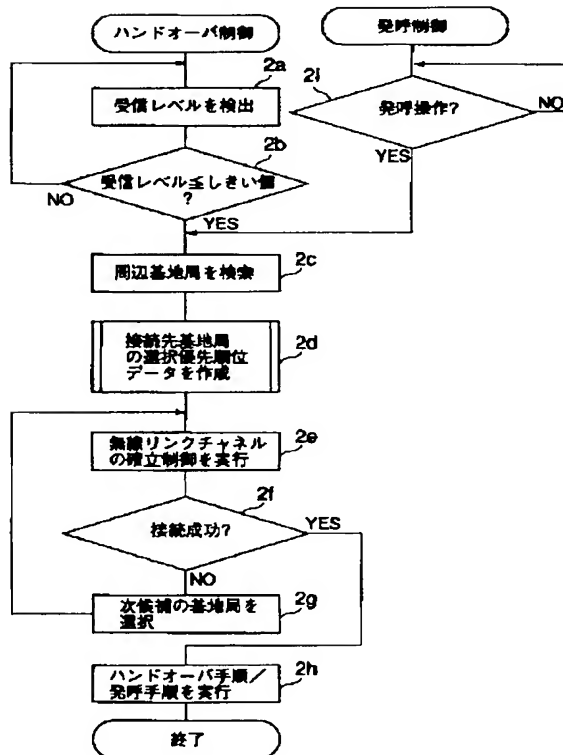 ハンドオーバ制御
2a
受信レベルを検出
2b
受信レベル≦しきい値
?
NO
YES
発呼制御
2i
発呼操作?
NO
YES
周辺基地局を検索
2c
接続先基地局
の選択優先順位
データを作成
2d
無線リンクチャネル
の確立制御を実行
2e
2f
接続成功?
YES
NO
次候補の基地局を
選択
2g
ハンドオーバ手順/
発呼手順を実行
2h
終了